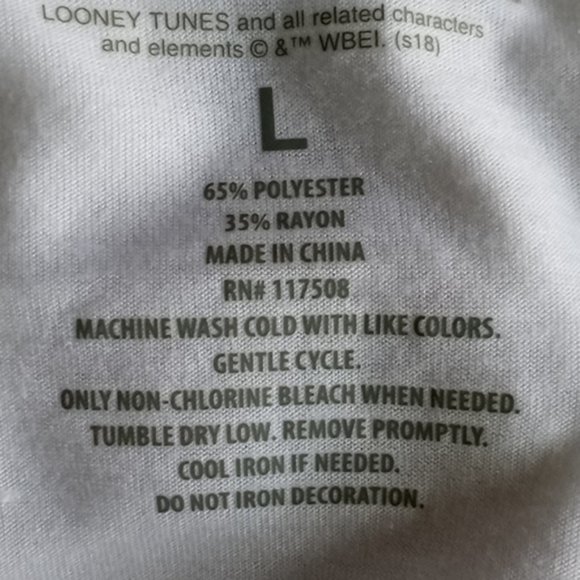 LOONEY TUNES and all related characters
and elements © &™ WBEI. (s18)
L
65% POLYESTER
35% RAYON
MADE IN CHINA
RN# 117508
MACHINE WASH COLD WITH LIKE COLORS.
GENTLE CYCLE.
ONLY NON-CHLORINE BLEACH WHEN NEEDED.
TUMBLE DRY LOW. REMOVE PROMPTLY.
COOL IRON IF NEEDED.
DO NOT IRON DECORATION.